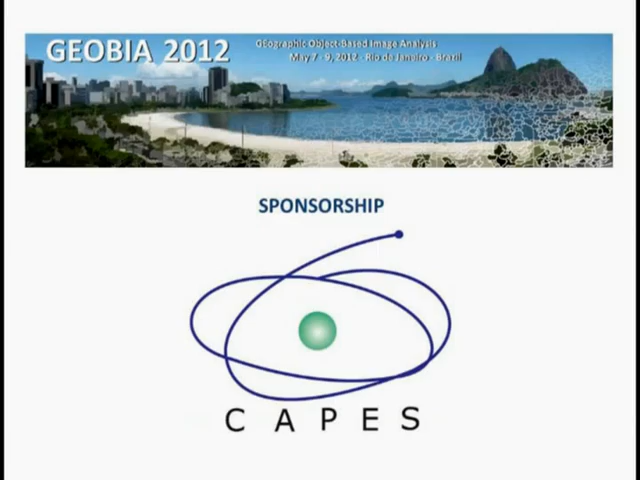 GEOBIA 2012
GEographic Object-Based Image Analysis
May 7 - 9, 2012 - Rio de Janeiro - Brazil
SPONSORSHIP
CAPES